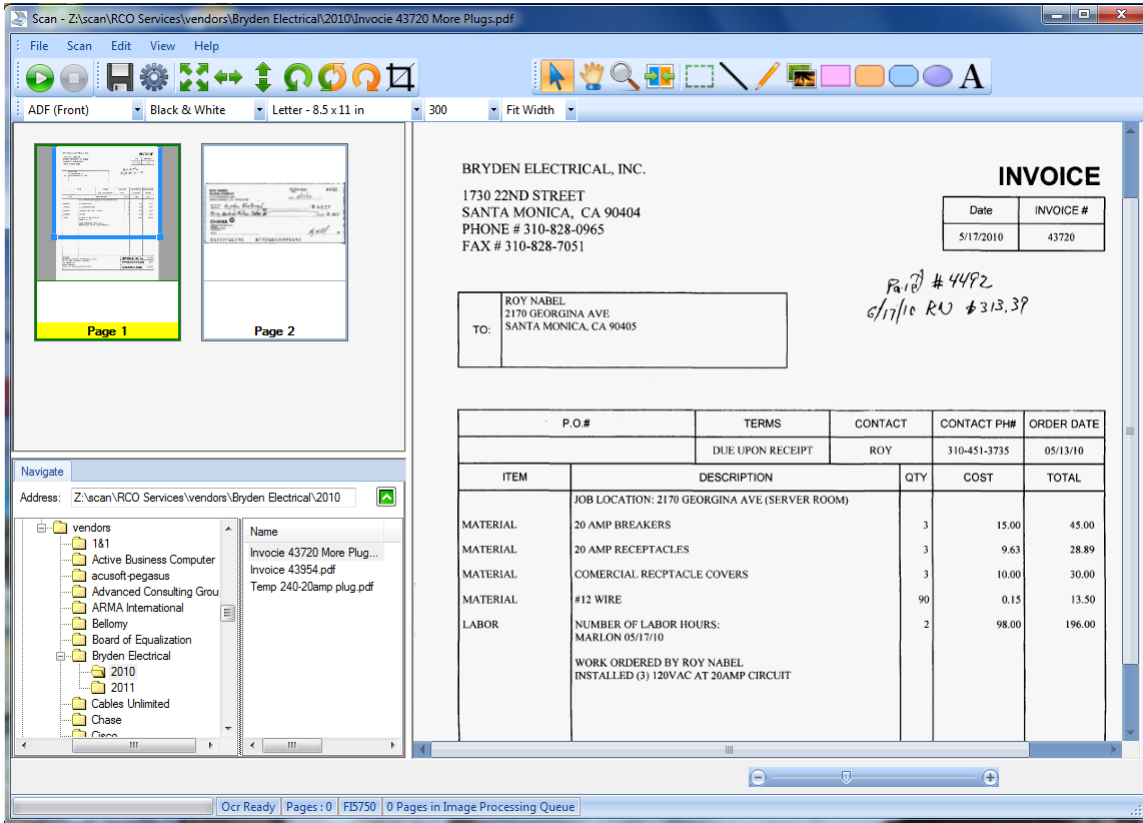 Scan - Z:\scan\RCO Services\vendors\Bryden Electrical\2010\Invocie 43720 More Plugs.pdf
File Scan Edit View Help
A
ADF (Front) Black & White Letter - 8.5 x 11 in 300 Fit Width
Page 1 Page 2
Navigate
Address: Z:\scan\RCO Services\vendors\Bryden Electrical\2010
vendors
1&1
Active Business Computer
acusoft-pegasus
Advanced Consulting Grou
ARMA International
Bellomy
Board of Equalization
Bryden Electrical
2010
2011
Cables Unlimited
Chase
Cisco
Name
Invocie 43720 More Plug...
Invoice 43954.pdf
Temp 240-20amp plug.pdf
BRYDEN ELECTRICAL, INC.
1730 22ND STREET
SANTA MONICA, CA 90404
PHONE # 310-828-0965
FAX # 310-828-7051
INVOICE
Date INVOICE #
5/17/2010 43720
Paid # 4492
6/17/10 RN $313.39
TO:
ROY NABEL
2170 GEORGINA AVE
SANTA MONICA, CA 90405
P.O.# TERMS CONTACT CONTACT PH# ORDER DATE
DUE UPON RECEIPT ROY 310-451-3735 05/13/10
ITEM DESCRIPTION QTY COST TOTAL
JOB LOCATION: 2170 GEORGINA AVE (SERVER ROOM)
MATERIAL 20 AMP BREAKERS 3 15.00 45.00
MATERIAL 20 AMP RECEPTACLES 3 9.63 28.89
MATERIAL COMERCIAL RECPTACLE COVERS 3 10.00 30.00
MATERIAL #12 WIRE 90 0.15 13.50
LABOR NUMBER OF LABOR HOURS: 2 98.00 196.00
MARLON 05/17/10
WORK ORDERED BY ROY NABEL
INSTALLED (3) 120VAC AT 20AMP CIRCUIT
Ocr Ready Pages : 0 FI5750 0 Pages in Image Processing Queue